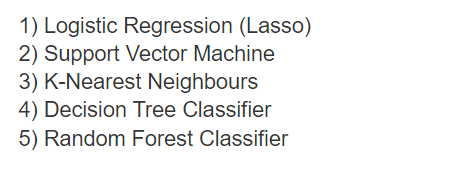 1) Logistic Regression (Lasso)
2) Support Vector Machine
3) K-Nearest Neighbours
4) Decision Tree Classifier
5) Random Forest Classifier